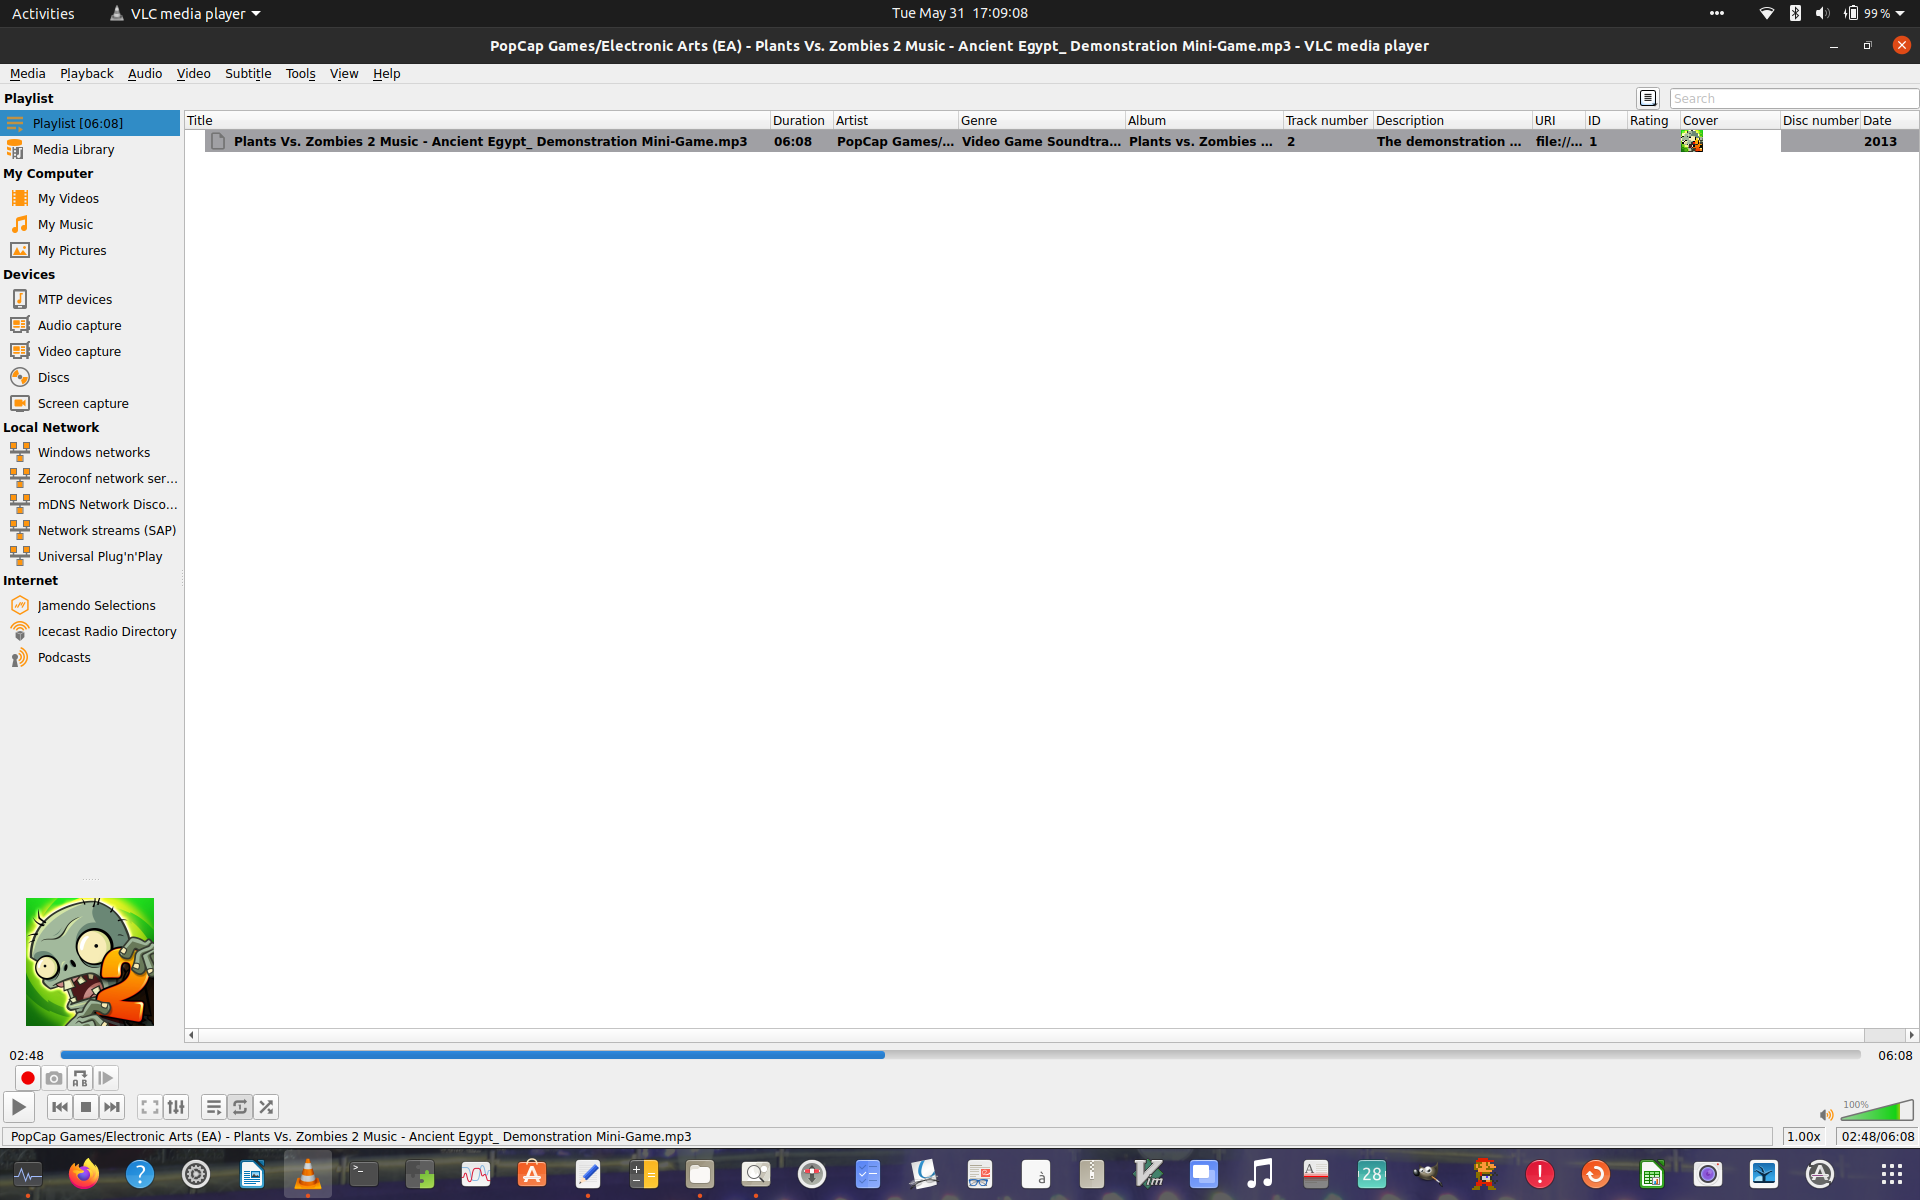 Activities VLC media player Tue May 31 17:09:08 99 %
PopCap Games/Electronic Arts (EA) - Plants Vs. Zombies 2 Music - Ancient Egypt_ Demonstration Mini-Game.mp3 - VLC media player
Media Playback Audio Video Subtitle Tools View Help
Playlist
Search
Playlist [06:08]
Media Library
My Computer
My Videos
My Music
My Pictures
Devices
MTP devices
Audio capture
Video capture
Discs
Screen capture
Local Network
Windows networks
Zeroconf network ser...
mDNS Network Disco...
Network streams (SAP)
Universal Plug'n'Play
Internet
Jamendo Selections
Icecast Radio Directory
Podcasts
Title Duration Artist Genre Album Track number Description URI ID Rating Cover Disc number Date
Plants Vs. Zombies 2 Music - Ancient Egypt_ Demonstration Mini-Game.mp3 06:08 PopCap Games/... Video Game Soundtra... Plants vs. Zombies ... 2 The demonstration ... file://... 1 2013
2
02:48 06:08
A B
100%
PopCap Games/Electronic Arts (EA) - Plants Vs. Zombies 2 Music - Ancient Egypt_ Demonstration Mini-Game.mp3 1.00x 02:48/06:08
? >_ à Vim A 28 !